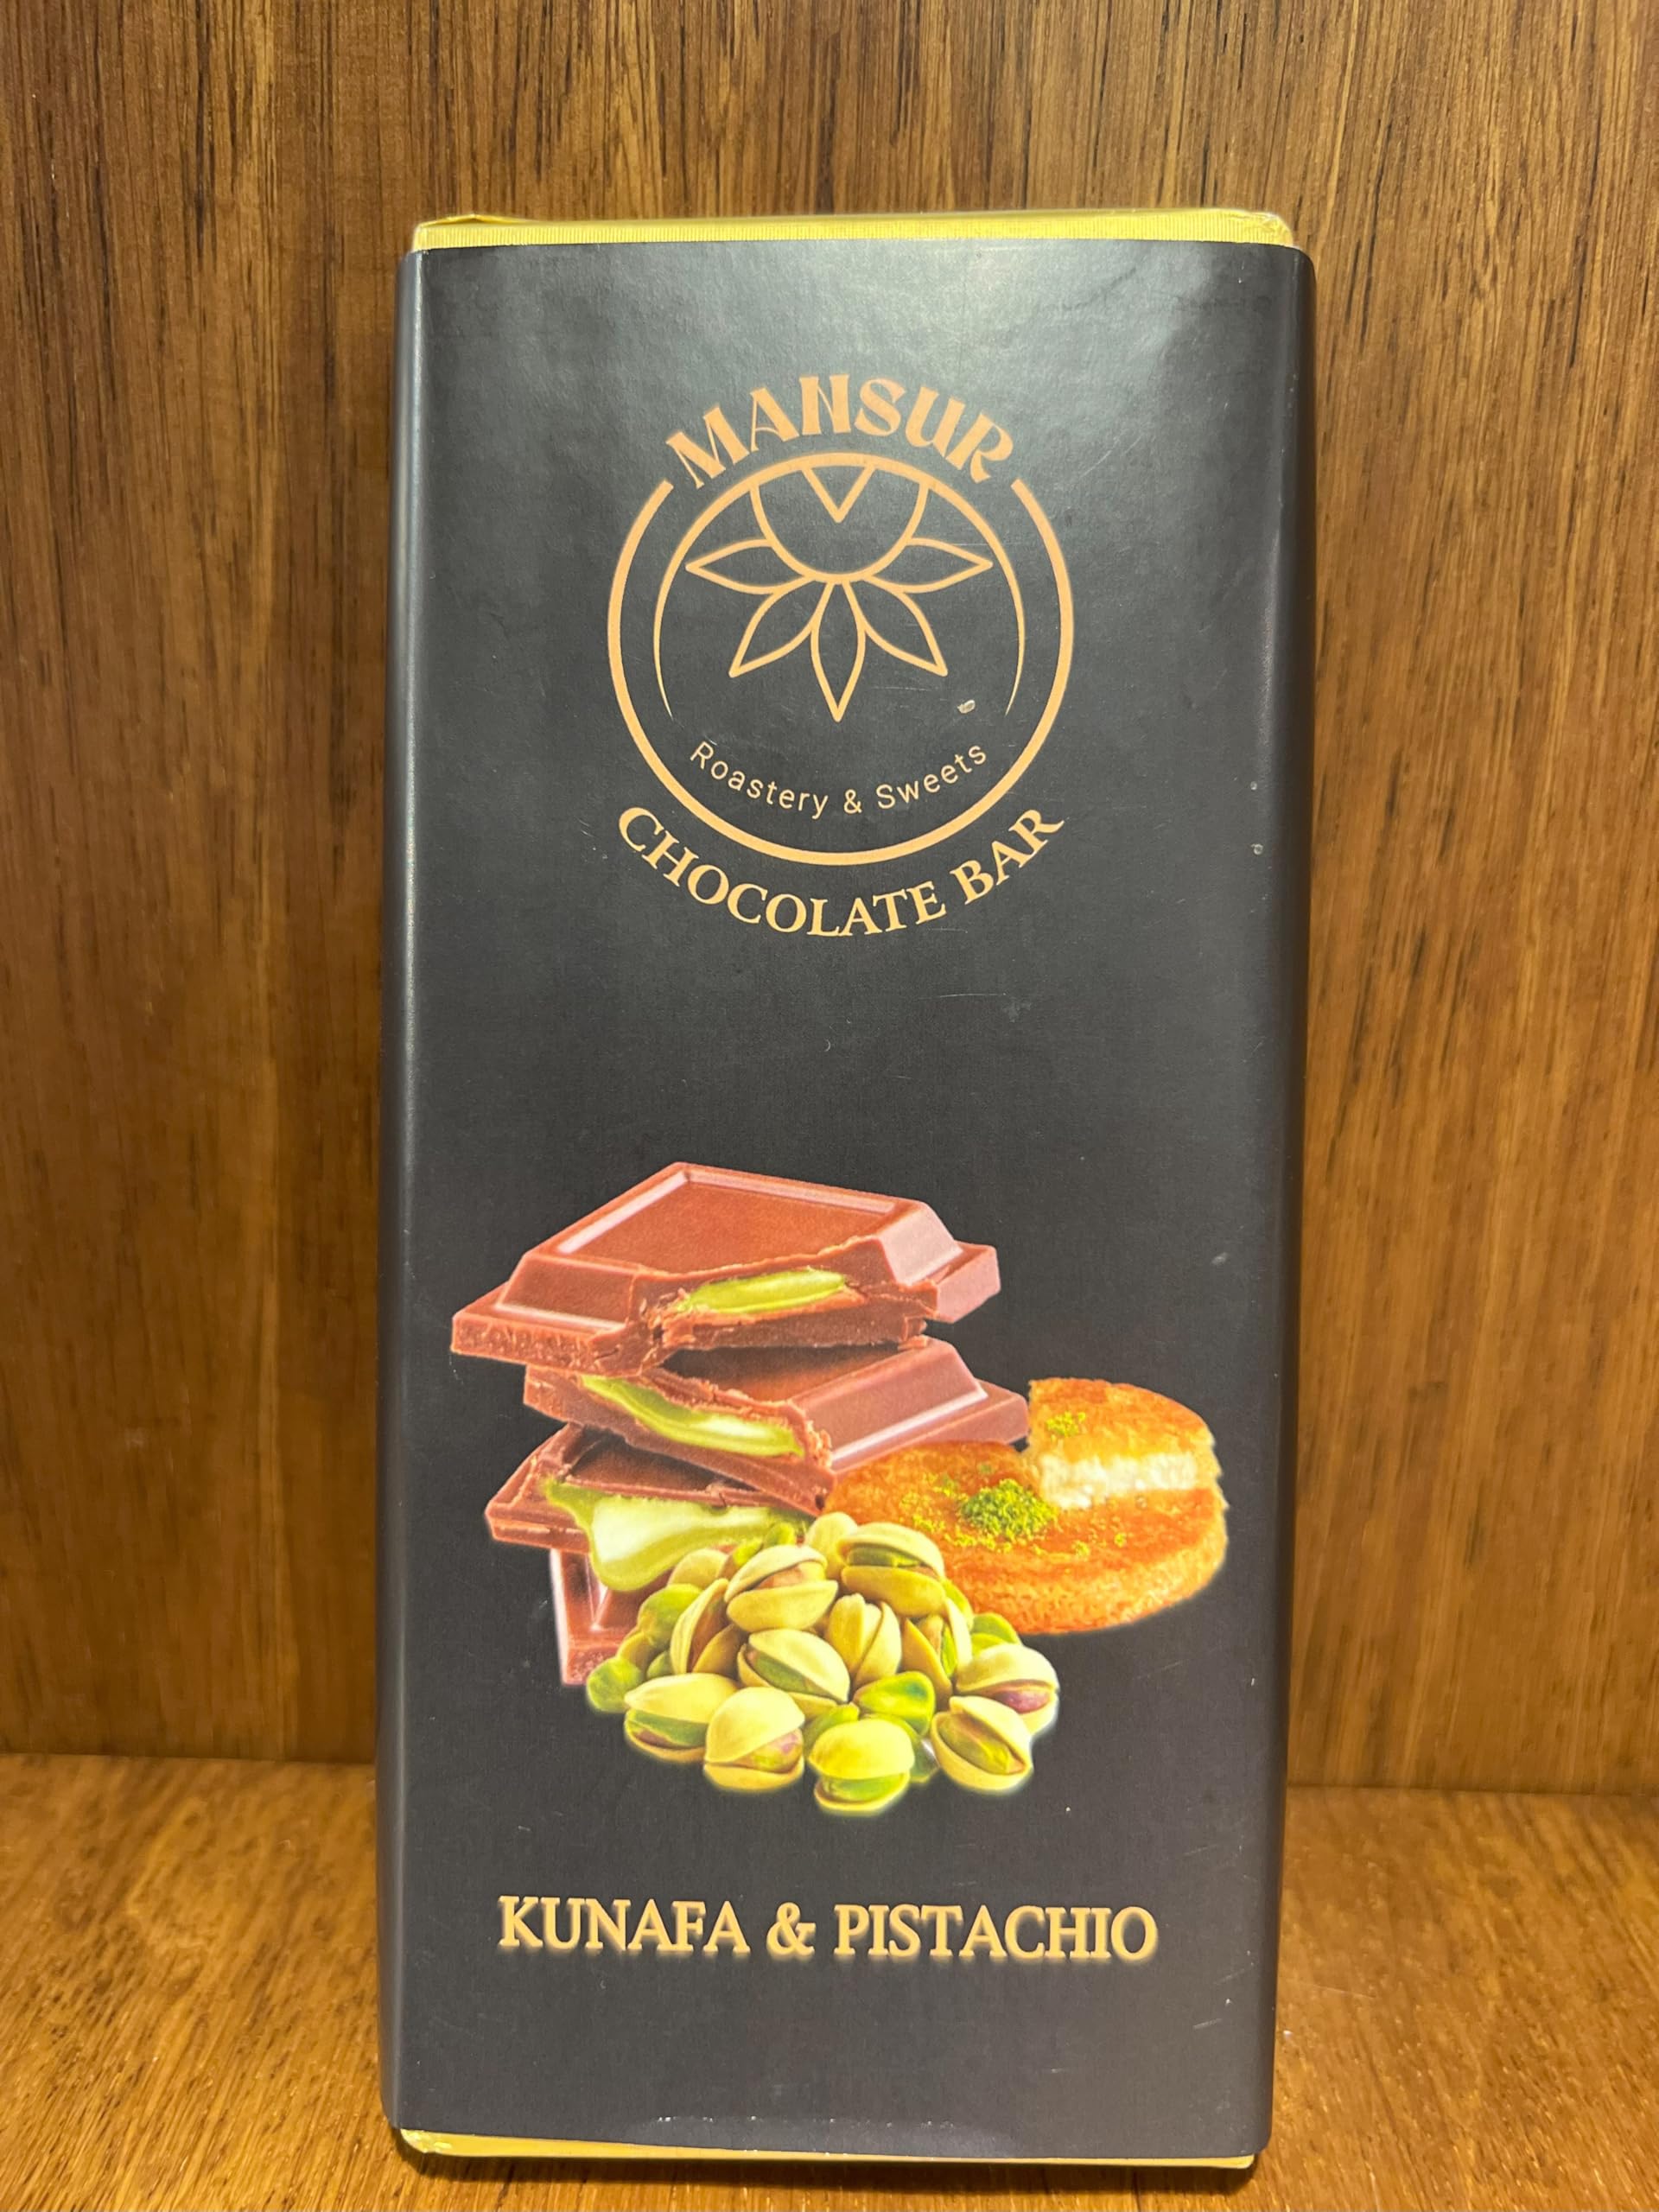 MANSUR
Roastery & Sweets
CHOCOLATE BAR
KUNAFA & PISTACHIO